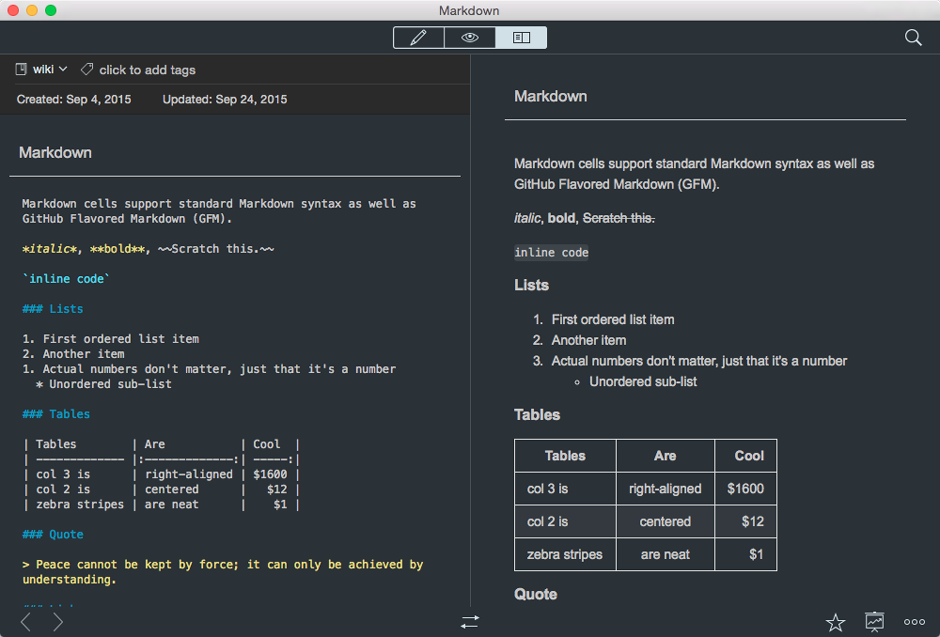 Markdown
wiki
click to add tags
Created: Sep 4, 2015 Updated: Sep 24, 2015
Markdown
Markdown cells support standard Markdown syntax as well as
GitHub Flavored Markdown (GFM).
*italic*, **bold**, ~~Scratch this.~~
`inline code`
### Lists
1. First ordered list item
2. Another item
1. Actual numbers don't matter, just that it's a number
* Unordered sub-list
### Tables
| Tables | Are | Cool |
| ------------- |:-------------:| -----:|
| col 3 is | right-aligned | $1600 |
| col 2 is | centered | $12 |
| zebra stripes | are neat | $1 |
### Quote
> Peace cannot be kept by force; it can only be achieved by
understanding.
Markdown
Markdown cells support standard Markdown syntax as well as
GitHub Flavored Markdown (GFM).
italic, bold, Scratch this.
inline code
Lists
1. First ordered list item
2. Another item
3. Actual numbers don't matter, just that it's a number
Unordered sub-list
Tables
Tables Are Cool
col 3 is right-aligned $1600
col 2 is centered $12
zebra stripes are neat $1
Quote